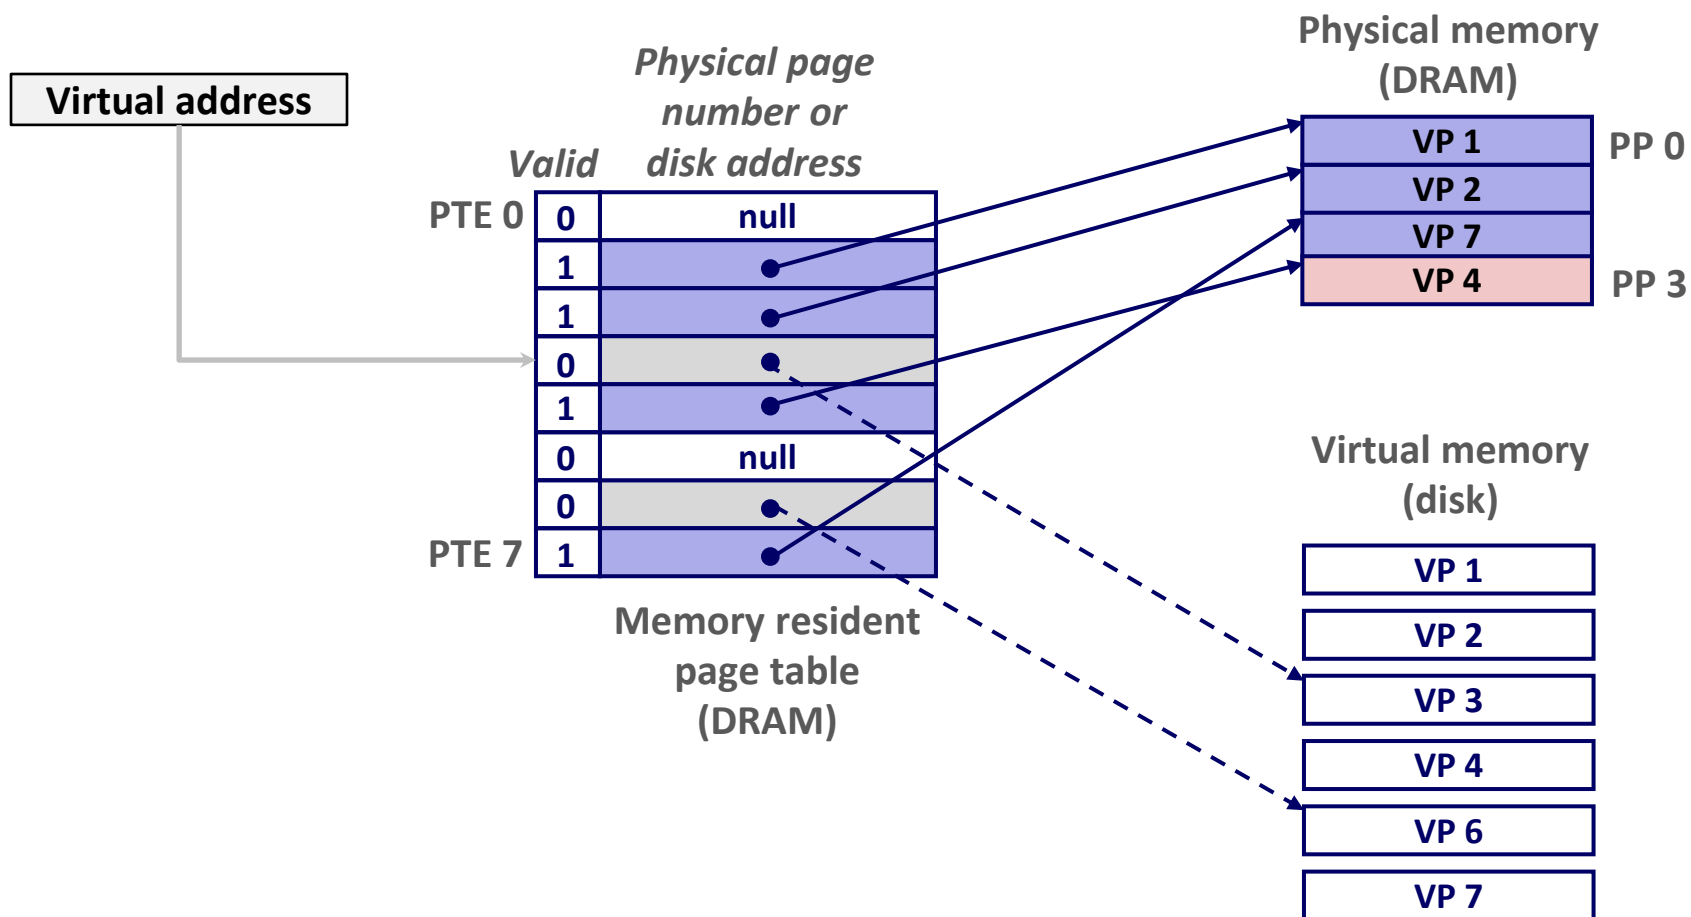 Virtual address
Physical page
number or
disk address
Valid
PTE 0
0
null
1
1
0
1
0
null
0
PTE 7
1
Memory resident
page table
(DRAM)
Physical memory
(DRAM)
VP 1
PP 0
VP 2
VP 7
VP 4
PP 3
Virtual memory
(disk)
VP 1
VP 2
VP 3
VP 4
VP 6
VP 7